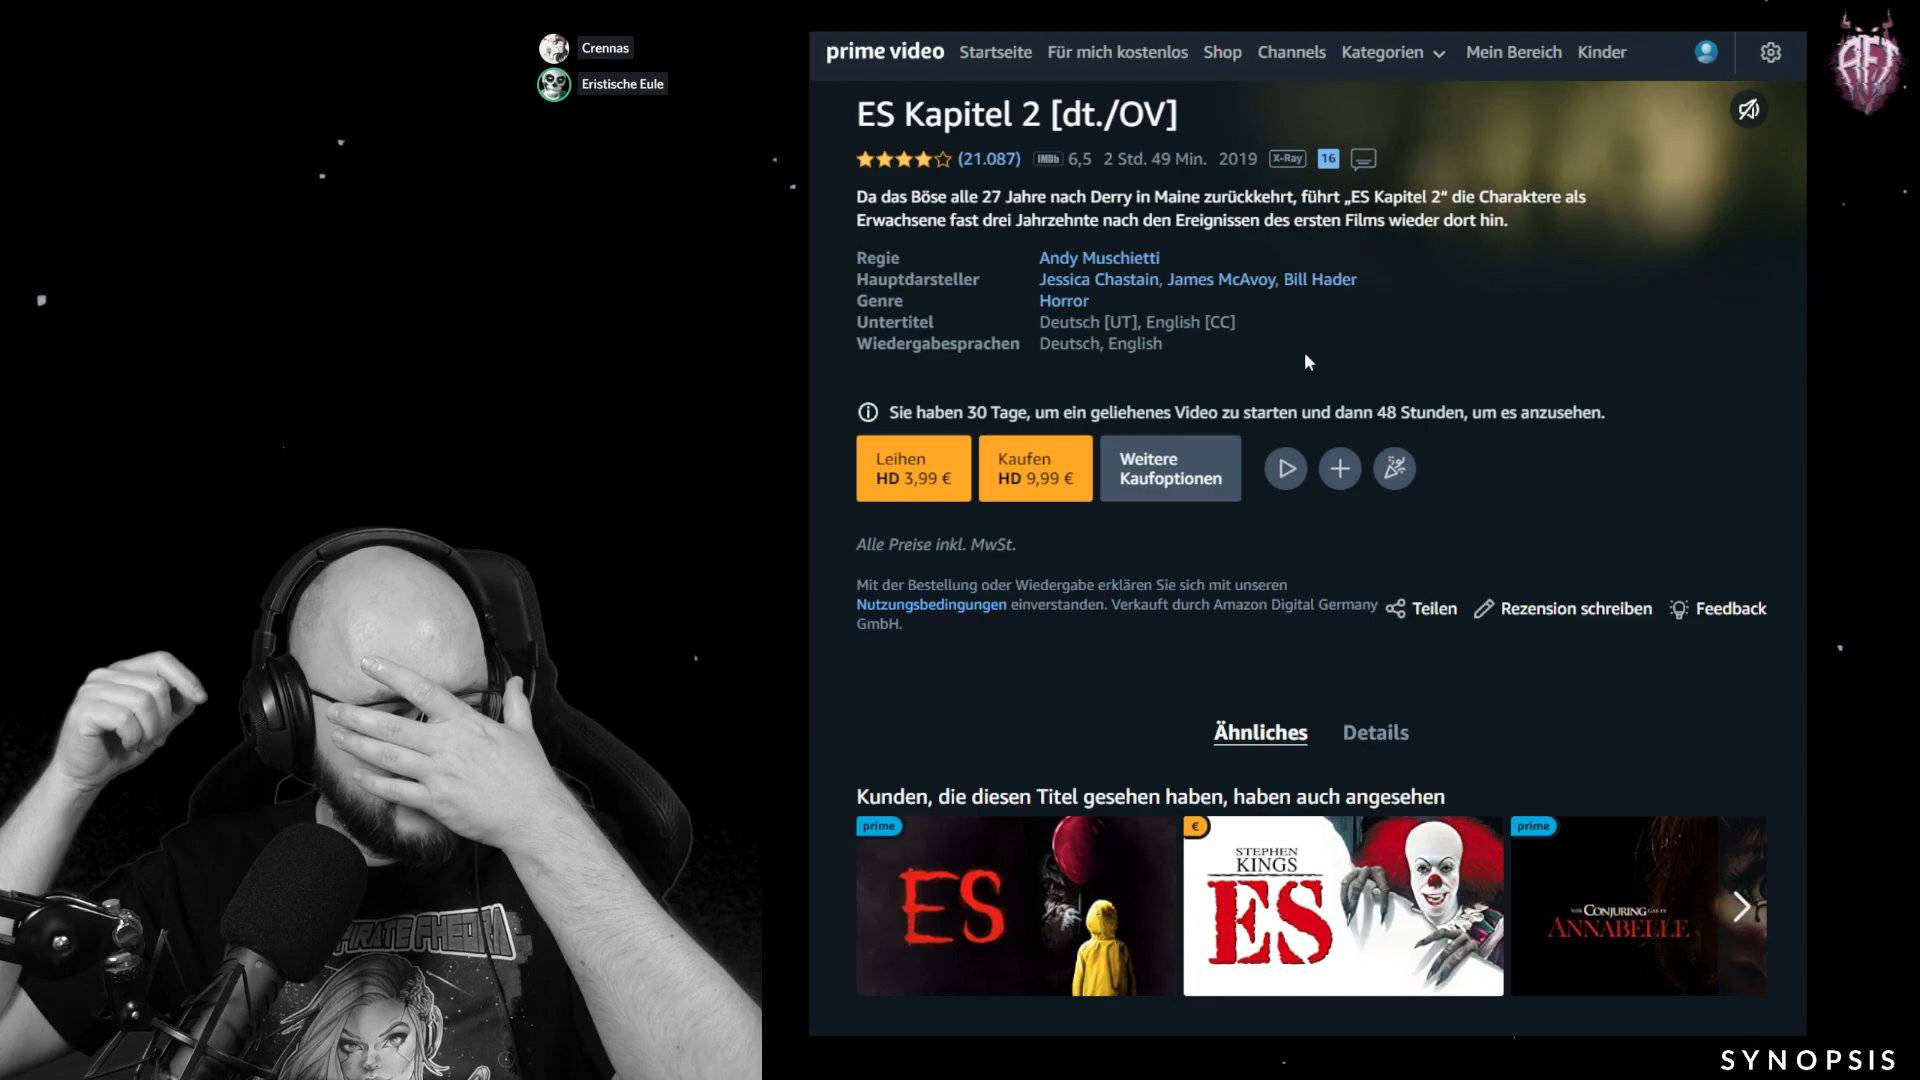 Crennas
Eristische Eule
prime video Startseite Für mich kostenlos Shop Channels Kategorien Mein Bereich Kinder
AFT
ES Kapitel 2 [dt./OV]
(21.087) IMDb 6,5 2 Std. 49 Min. 2019 X-Ray 16
Da das Böse alle 27 Jahre nach Derry in Maine zurückkehrt, führt „ES Kapitel 2“ die Charaktere als
Erwachsene fast drei Jahrzehnte nach den Ereignissen des ersten Films wieder dort hin.
Regie Andy Muschietti
Hauptdarsteller Jessica Chastain, James McAvoy, Bill Hader
Genre Horror
Untertitel Deutsch [UT], English [CC]
Wiedergabesprachen Deutsch, English
Sie haben 30 Tage, um ein geliehenes Video zu starten und dann 48 Stunden, um es anzusehen.
Leihen
HD 3,99 €
Kaufen
HD 9,99 €
Weitere
Kaufoptionen
Alle Preise inkl. MwSt.
Mit der Bestellung oder Wiedergabe erklären Sie sich mit unseren
Nutzungsbedingungen einverstanden. Verkauft durch Amazon Digital Germany
GmbH.
Teilen Rezension schreiben Feedback
Ähnliches Details
Kunden, die diesen Titel gesehen haben, haben auch angesehen
prime
ES
€
STEPHEN
KINGS
ES
prime
CONJURING
ANNABELLE
SYNOPSIS